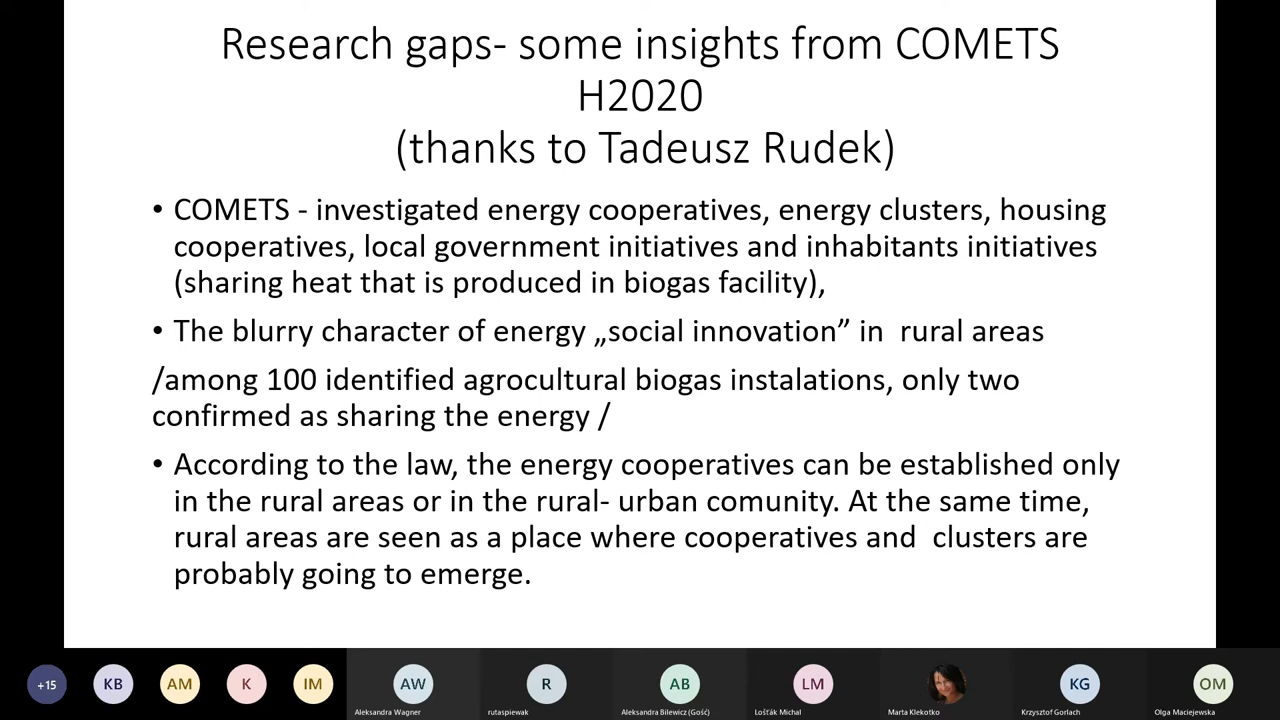 Research gaps- some insights from COMETS
H2020
(thanks to Tadeusz Rudek)
• COMETS - investigated energy cooperatives, energy clusters, housing
cooperatives, local government initiatives and inhabitants initiatives
(sharing heat that is produced in biogas facility),
• The blurry character of energy „social innovation” in  rural areas
/among 100 identified agrocultural biogas instalations, only two
confirmed as sharing the energy /
• According to the law, the energy cooperatives can be established only
in the rural areas or in the rural- urban comunity. At the same time,
rural areas are seen as a place where cooperatives and  clusters are
probably going to emerge.
+15 KB AM K IM AW R AB LM KG OM
Aleksandra Wagner rutaspiewak Aleksandra Bilewicz (Gość) Lošťák Michal Marta Klekotko Krzysztof Gorlach Olga Maciejewska